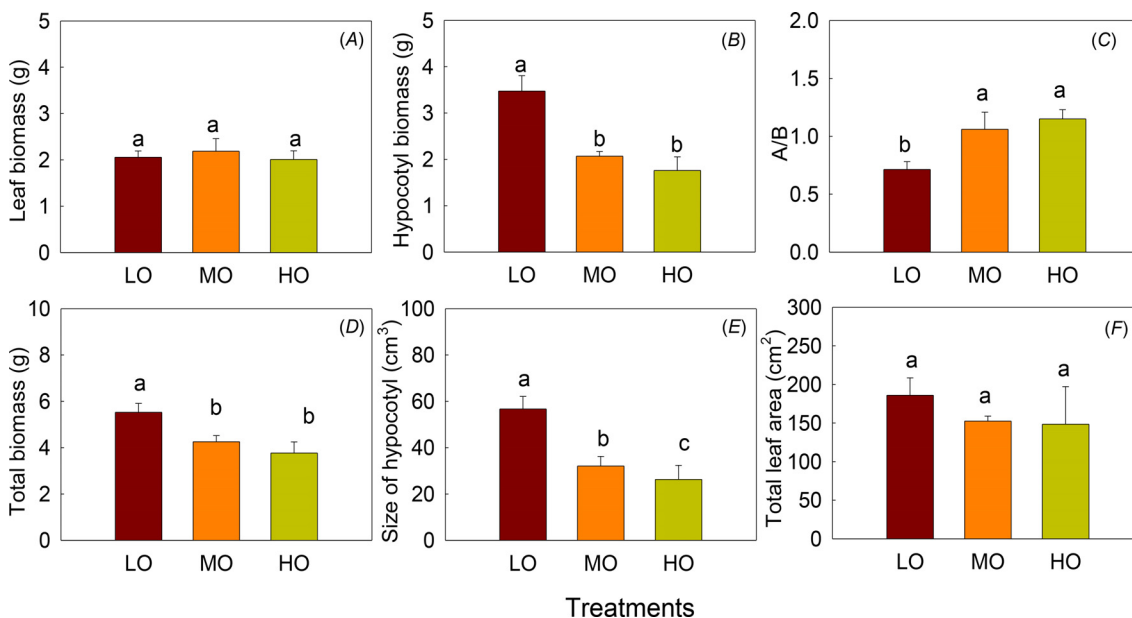 Leaf biomass (g)
5
4
3
2
1
0
(A)
a
a
a
LO MO HO
Hypocotyl biomass (g)
5
4
3
2
1
0
(B)
a
b
b
LO MO HO
A/B
2.0
1.5
1.0
0.5
0.0
(C)
b
a
a
LO MO HO
Total biomass (g)
10
8
6
4
2
0
(D)
a
b
b
LO MO HO
Size of hypocotyl (cm³)
100
80
60
40
20
0
(E)
a
b
c
LO MO HO
Total leaf area (cm²)
300
250
200
150
100
50
0
(F)
a
a
a
LO MO HO
Treatments